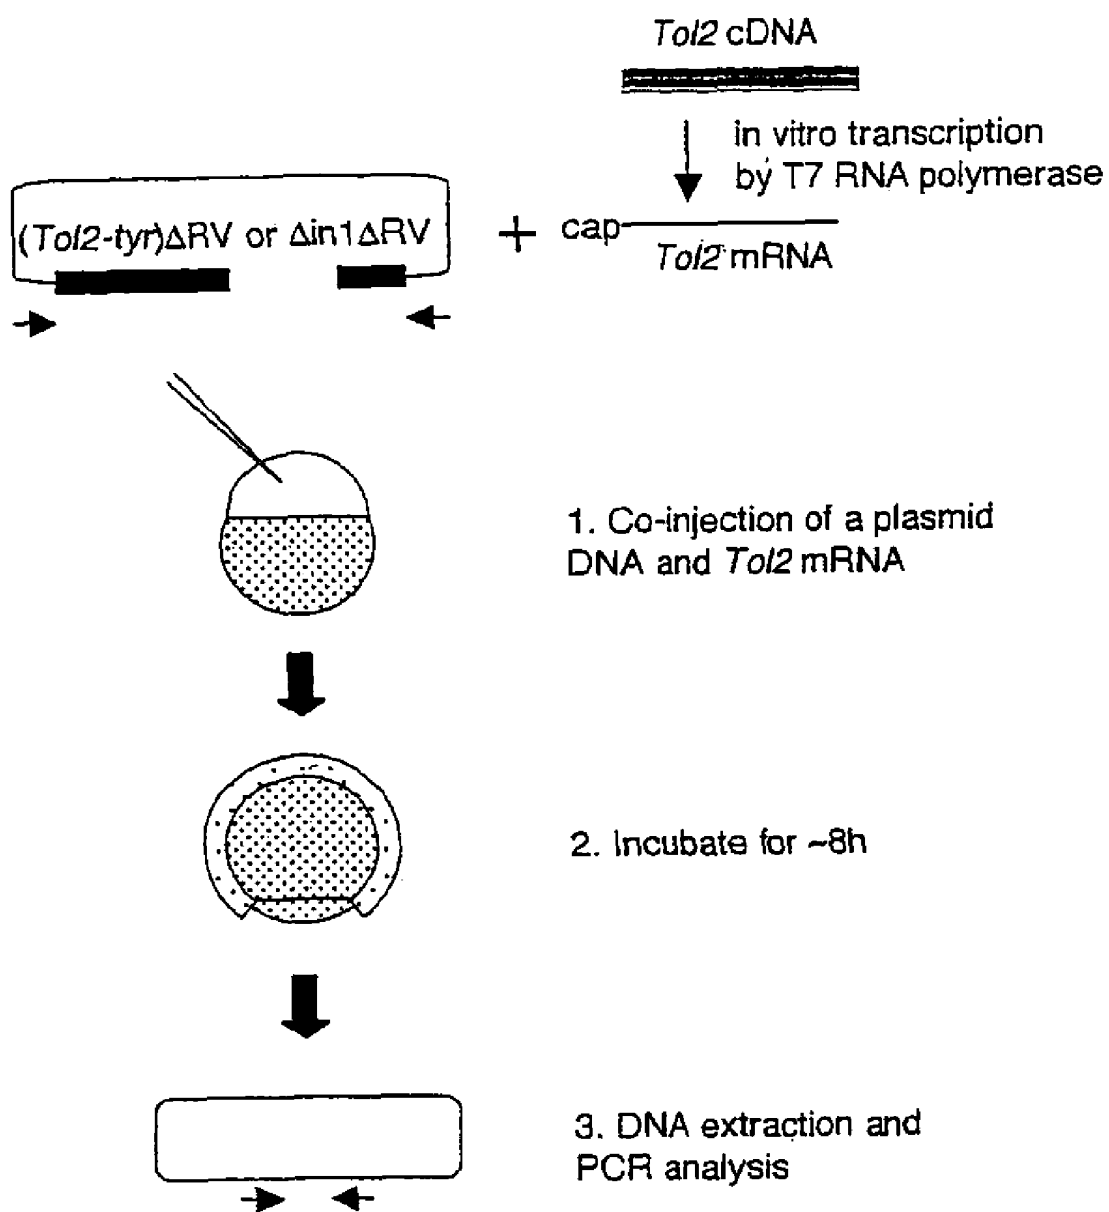 Tol2 cDNA
in vitro transcription
by T7 RNA polymerase
(Tol2-tyr)ΔRV or Δin1ΔRV
+
cap
Tol2 mRNA
1. Co-injection of a plasmid
DNA and Tol2 mRNA
2. Incubate for ~8h
3. DNA extraction and
PCR analysis